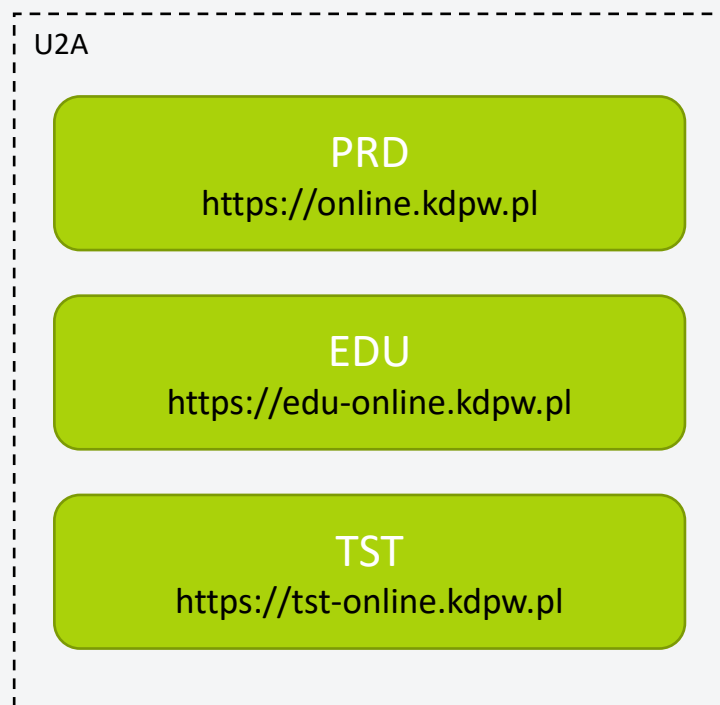 U2A
PRD
https://online.kdpw.pl
EDU
https://edu-online.kdpw.pl
TST
https://tst-online.kdpw.pl